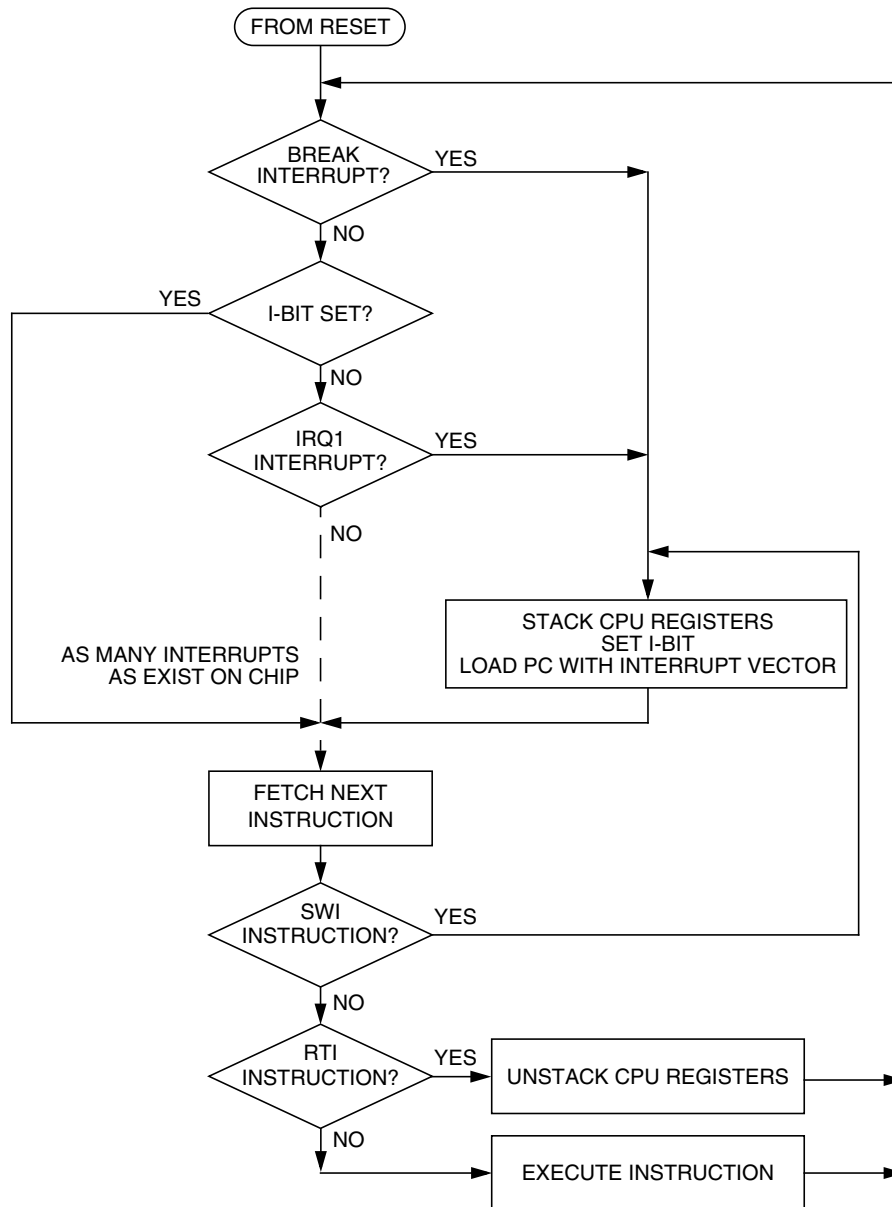 FROM RESET
BREAK
INTERRUPT?
YES
NO
YES
I-BIT SET?
NO
IRQ1
INTERRUPT?
YES
NO
STACK CPU REGISTERS
SET I-BIT
LOAD PC WITH INTERRUPT VECTOR
AS MANY INTERRUPTS
AS EXIST ON CHIP
FETCH NEXT
INSTRUCTION
SWI
INSTRUCTION?
YES
NO
RTI
INSTRUCTION?
YES
UNSTACK CPU REGISTERS
NO
EXECUTE INSTRUCTION